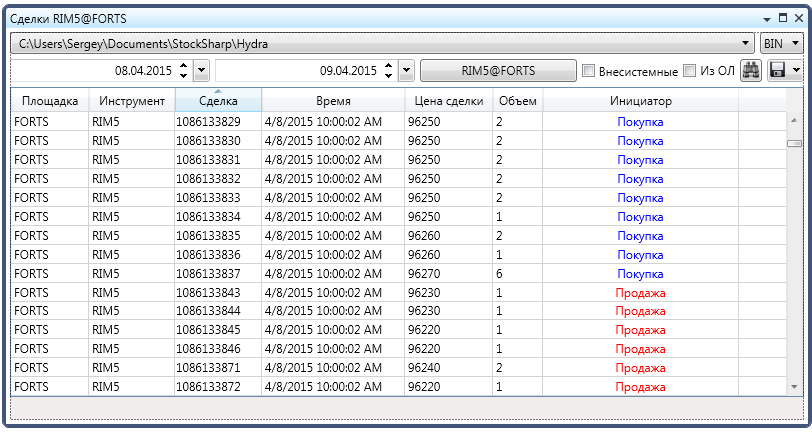 Сделки RIM5@FORTS
C:\Users\Sergey\Documents\StockSharp\Hydra BIN
08.04.2015 09.04.2015 RIM5@FORTS Внесистемные Из ОЛ
Площадка Инструмент Сделка Время Цена сделки Объем Инициатор
FORTS RIM5 1086133829 4/8/2015 10:00:02 AM 96250 2 Покупка
FORTS RIM5 1086133830 4/8/2015 10:00:02 AM 96250 2 Покупка
FORTS RIM5 1086133831 4/8/2015 10:00:02 AM 96250 2 Покупка
FORTS RIM5 1086133832 4/8/2015 10:00:02 AM 96250 2 Покупка
FORTS RIM5 1086133833 4/8/2015 10:00:02 AM 96250 2 Покупка
FORTS RIM5 1086133834 4/8/2015 10:00:02 AM 96250 1 Покупка
FORTS RIM5 1086133835 4/8/2015 10:00:02 AM 96260 2 Покупка
FORTS RIM5 1086133836 4/8/2015 10:00:02 AM 96260 1 Покупка
FORTS RIM5 1086133837 4/8/2015 10:00:02 AM 96270 6 Покупка
FORTS RIM5 1086133843 4/8/2015 10:00:02 AM 96230 1 Продажа
FORTS RIM5 1086133844 4/8/2015 10:00:02 AM 96230 1 Продажа
FORTS RIM5 1086133845 4/8/2015 10:00:02 AM 96220 1 Продажа
FORTS RIM5 1086133846 4/8/2015 10:00:02 AM 96220 1 Продажа
FORTS RIM5 1086133871 4/8/2015 10:00:02 AM 96240 2 Продажа
FORTS RIM5 1086133872 4/8/2015 10:00:02 AM 96220 1 Продажа